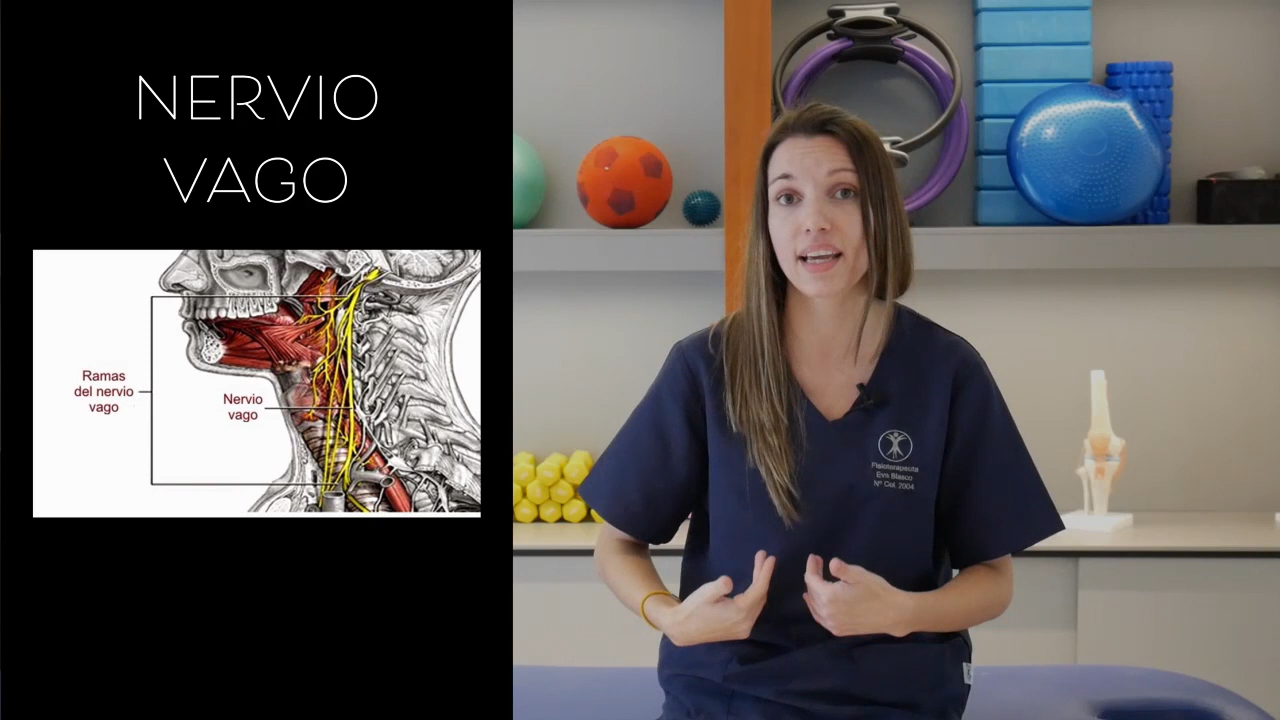 NERVIO
VAGO
Ramas
del nervio
vago
Nervio
vago
Fisioterapeuta
Eva Blasco
Nº Col. 2004